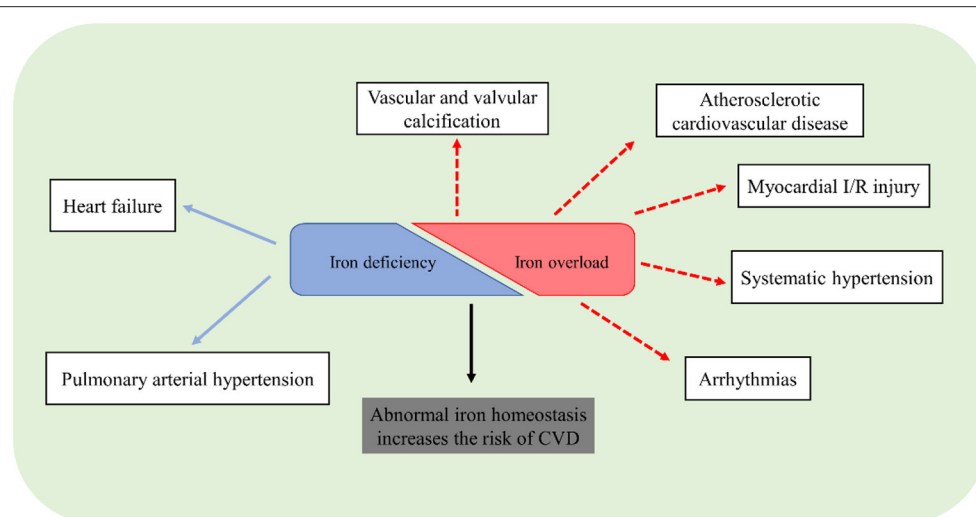 Vascular and valvular
calcification
Atherosclerotic
cardiovascular disease
Myocardial I/R injury
Heart failure
Iron deficiency
Iron overload
Systematic hypertension
Pulmonary arterial hypertension
Arrhythmias
Abnormal iron homeostasis
increases the risk of CVD